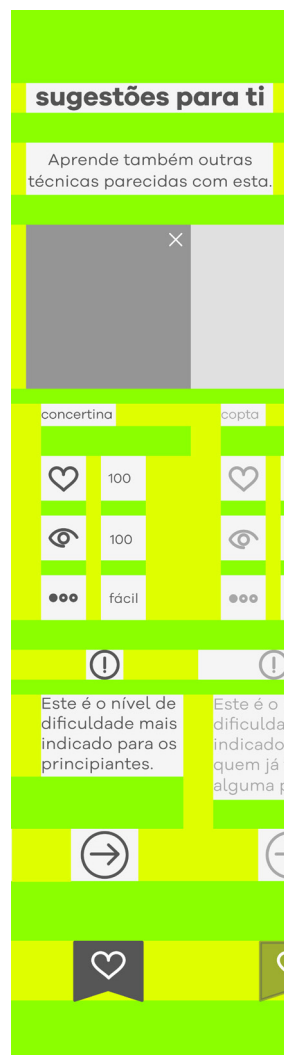 sugestões para ti
Aprende também outras
técnicas parecidas com esta.
concertina
100
100
fácil
Este é o nível de
dificuldade mais
indicado para os
principiantes.
copta
Este é o
indicado
quem já
alguma